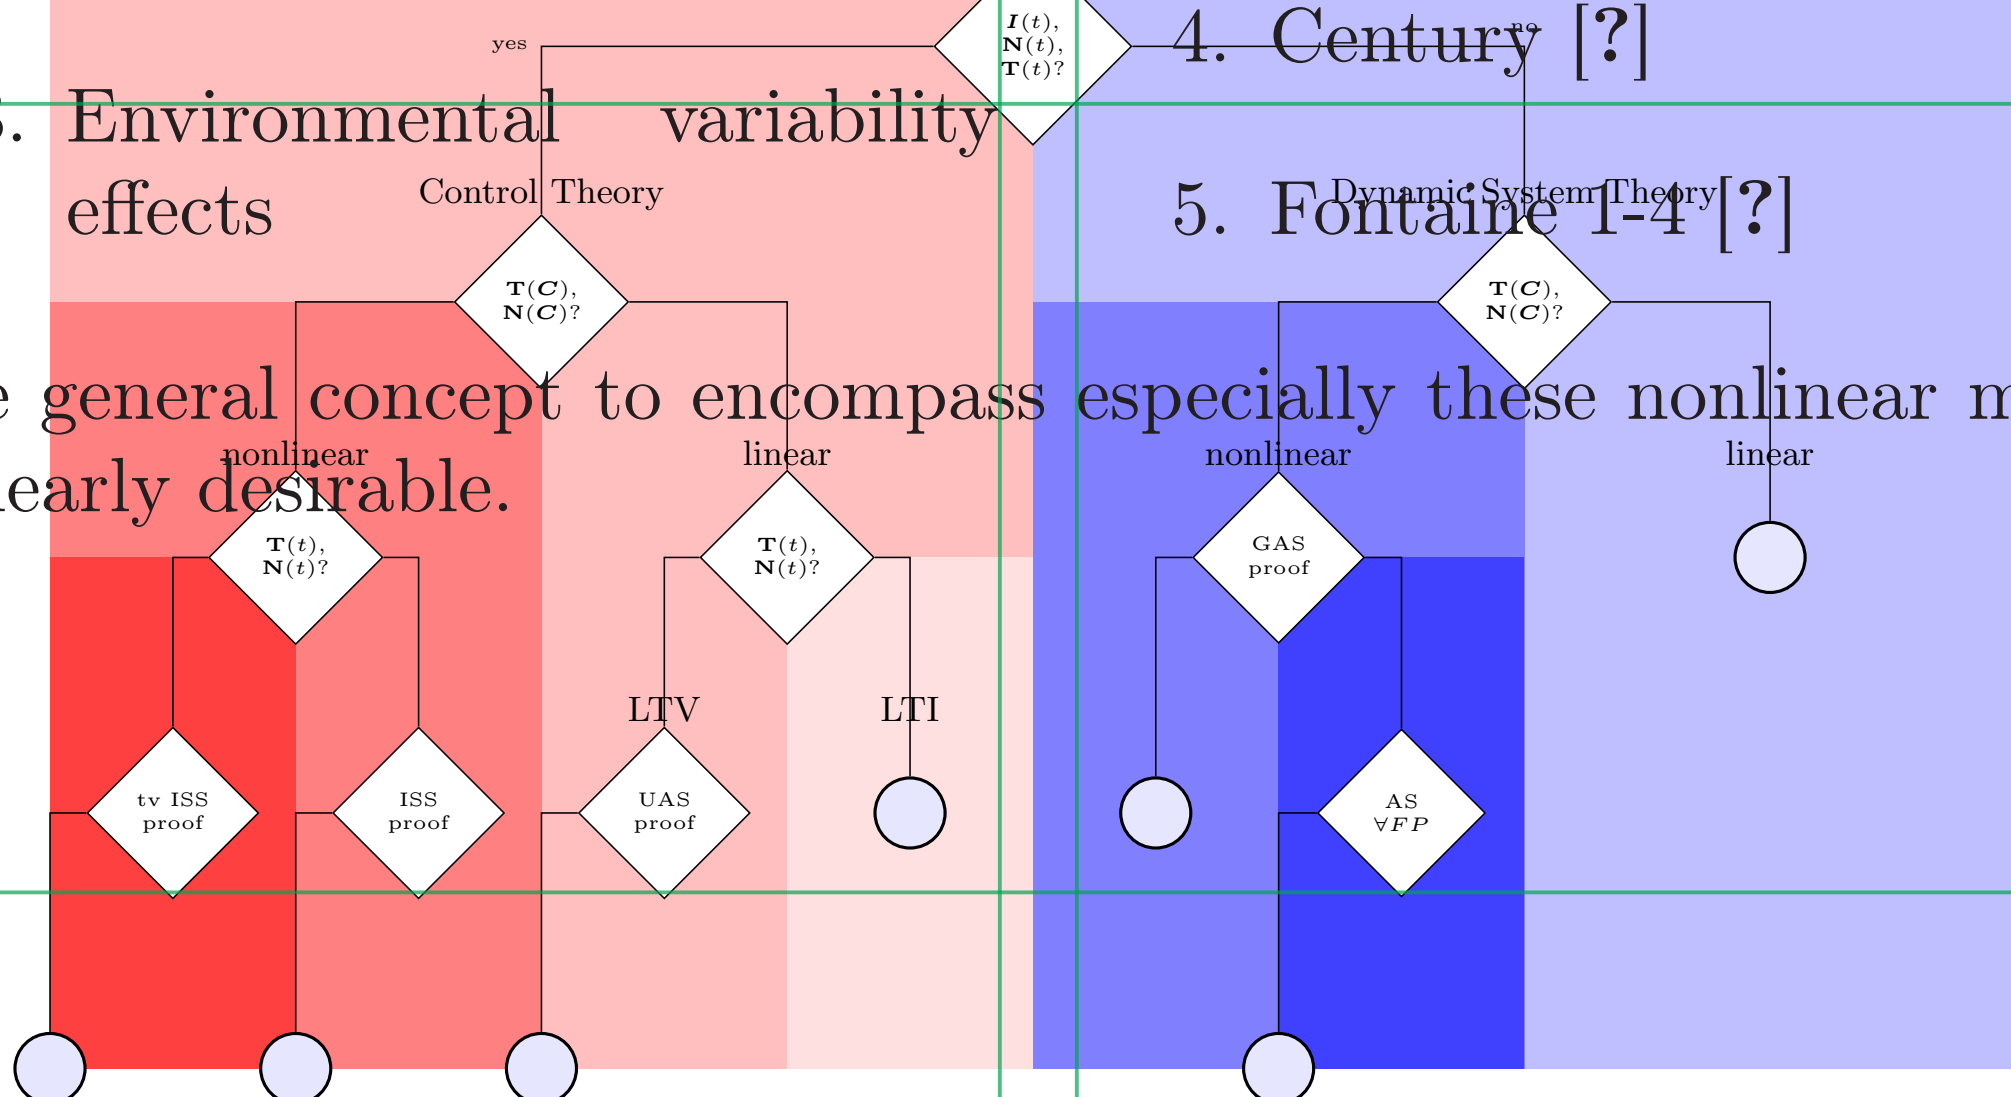 I(t),
N(t),
T(t)?
yes
no
4. Century [?]
3. Environmental variability
effects
Control Theory
Dynamic System Theory
5. Fontaine 1-4 [?]
T(C),
N(C)?
T(C),
N(C)?
general concept to encompass especially these nonlinear
nonlinear
linear
nonlinear
linear
desirable.
T(t),
N(t)?
T(t),
N(t)?
GAS
proof
LTV
LTI
tv ISS
proof
ISS
proof
UAS
proof
AS
∀FP